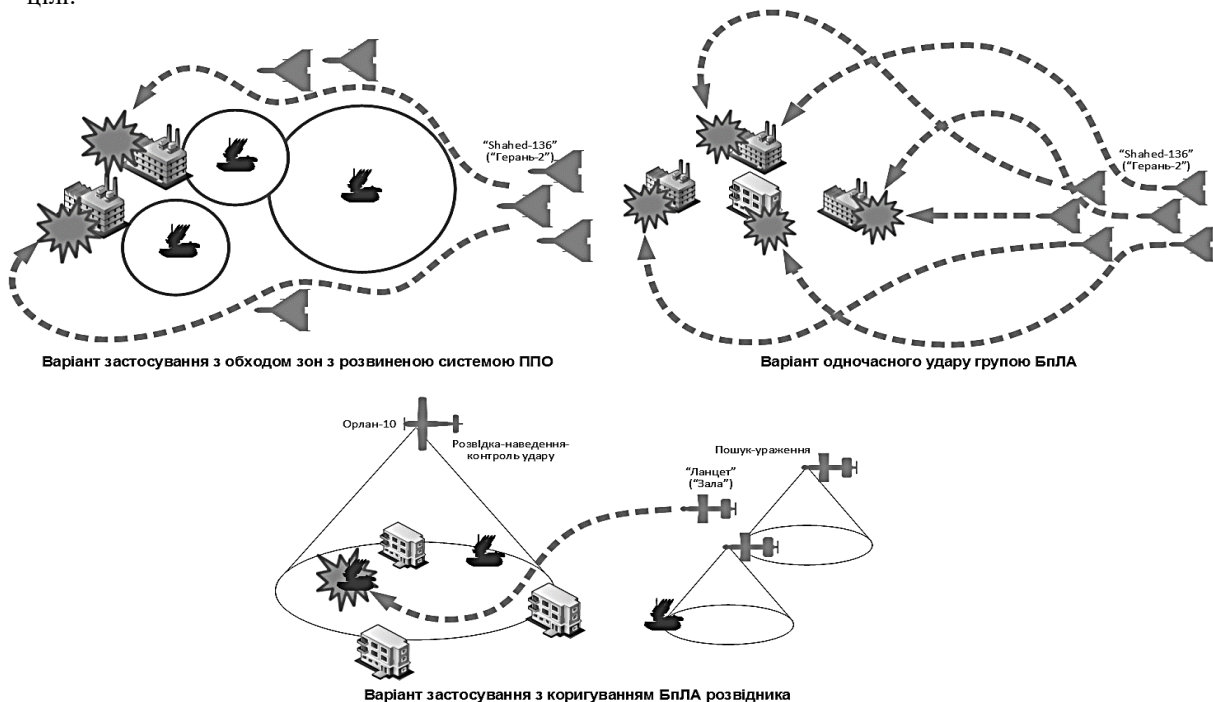 цілі.
“Shahed-136”
(“Герань-2”)
“Shahed-136”
(“Герань-2”)
Варіант застосування з обходом зон з розвиненою системою ППО
Варіант одночасного удару групою БпЛА
Орлан-10
Розвідка-наведення-
контроль удару
“Ланцет”
(“Зала”)
Пошук-ураження
Варіант застосування з коригуванням БпЛА розвідника